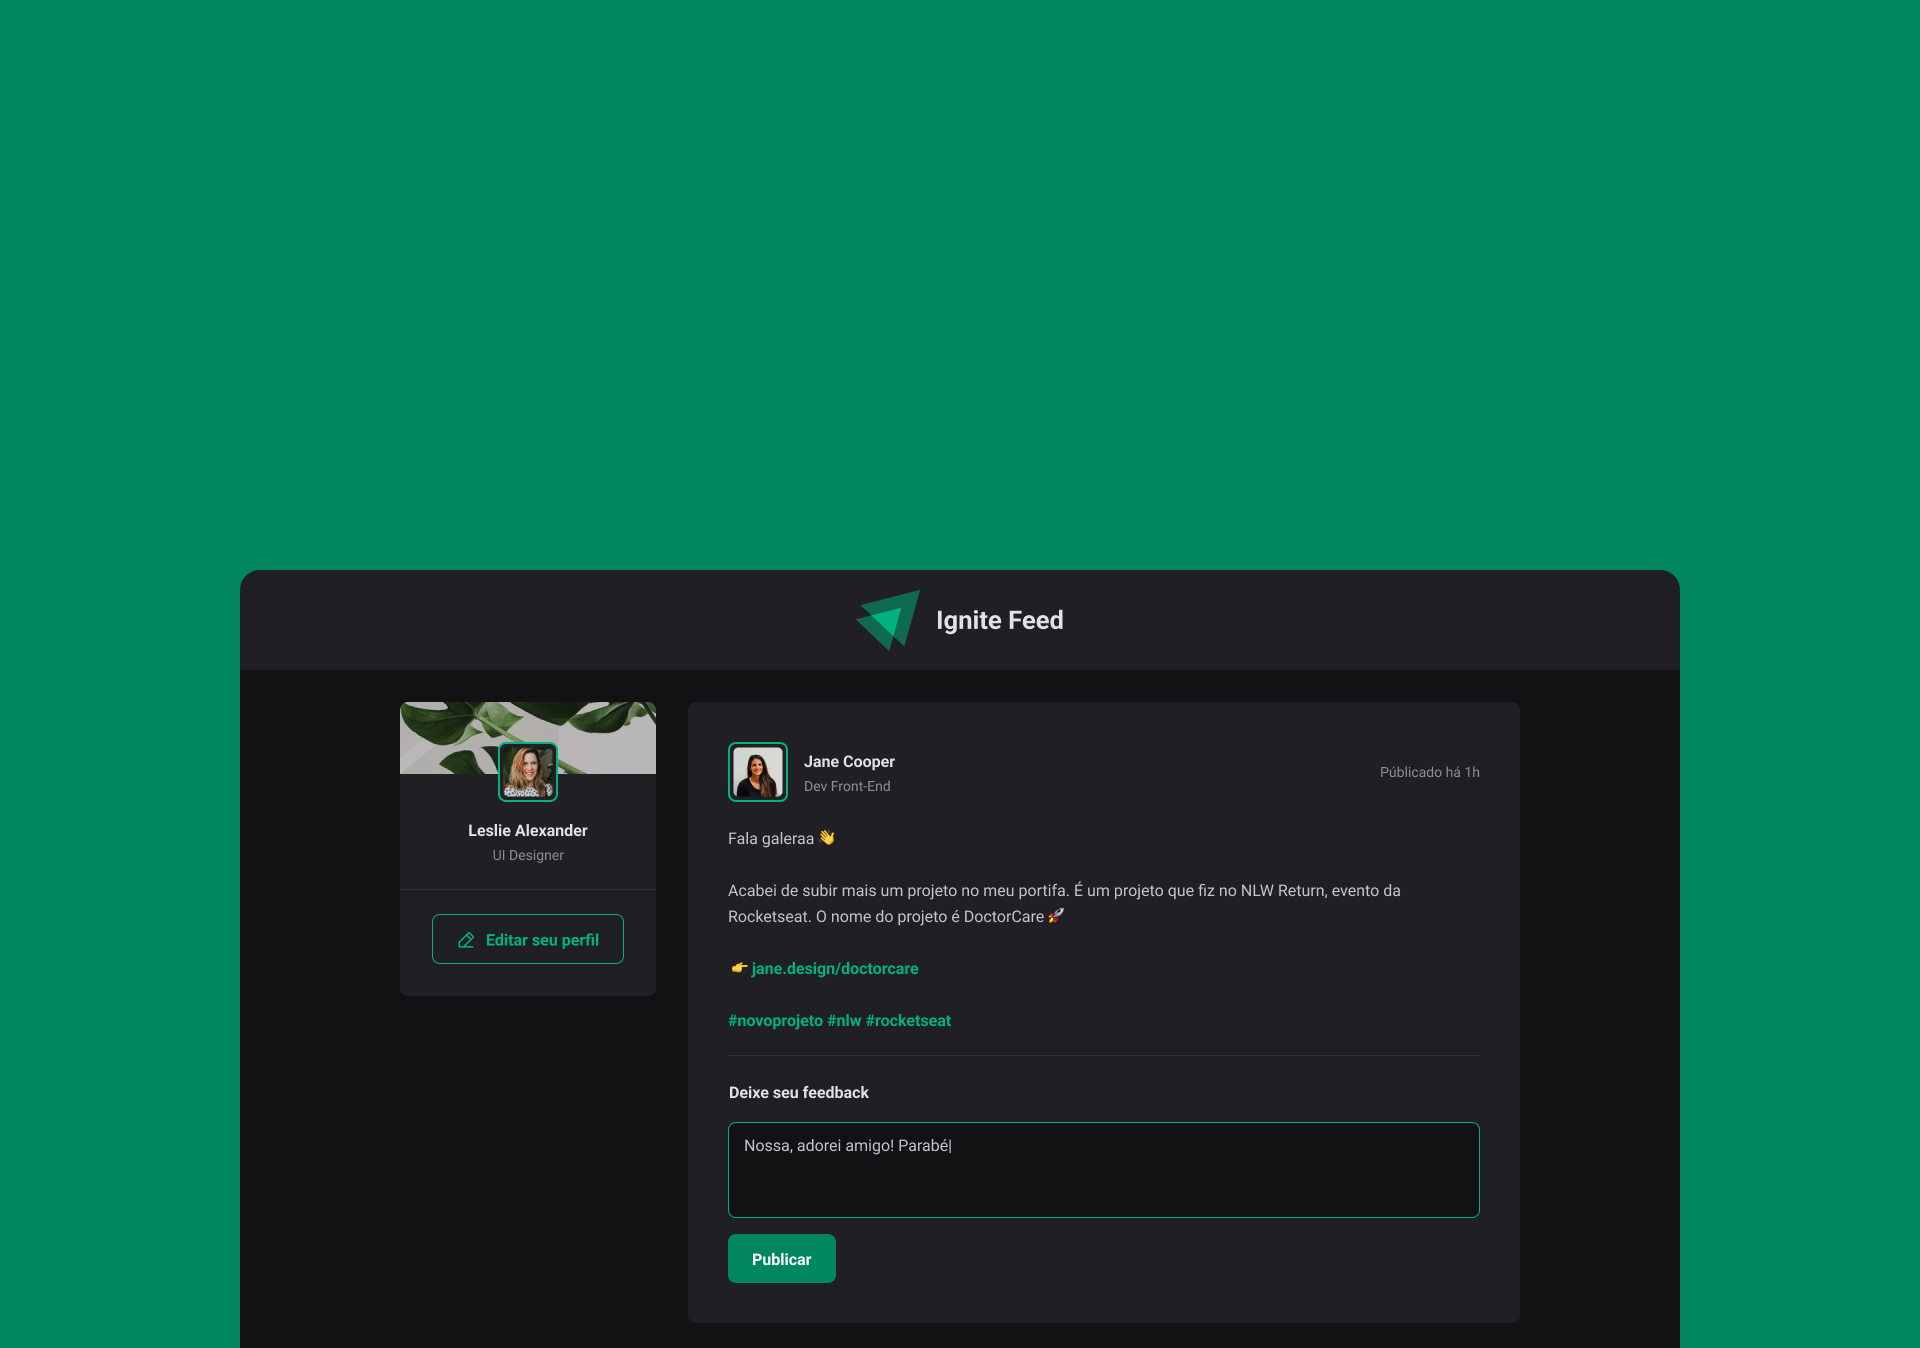 Ignite Feed
Leslie Alexander
UI Designer
Editar seu perfil
Jane Cooper
Dev Front-End
Públicado há 1h
Fala galeraa 👋
Acabei de subir mais um projeto no meu portifa. É um projeto que fiz no NLW Return, evento da
Rocketseat. O nome do projeto é DoctorCare 🚀
👉 jane.design/doctorcare
#novoprojeto #nlw #rocketseat
Deixe seu feedback
Nossa, adorei amigo! Parabé|
Publicar